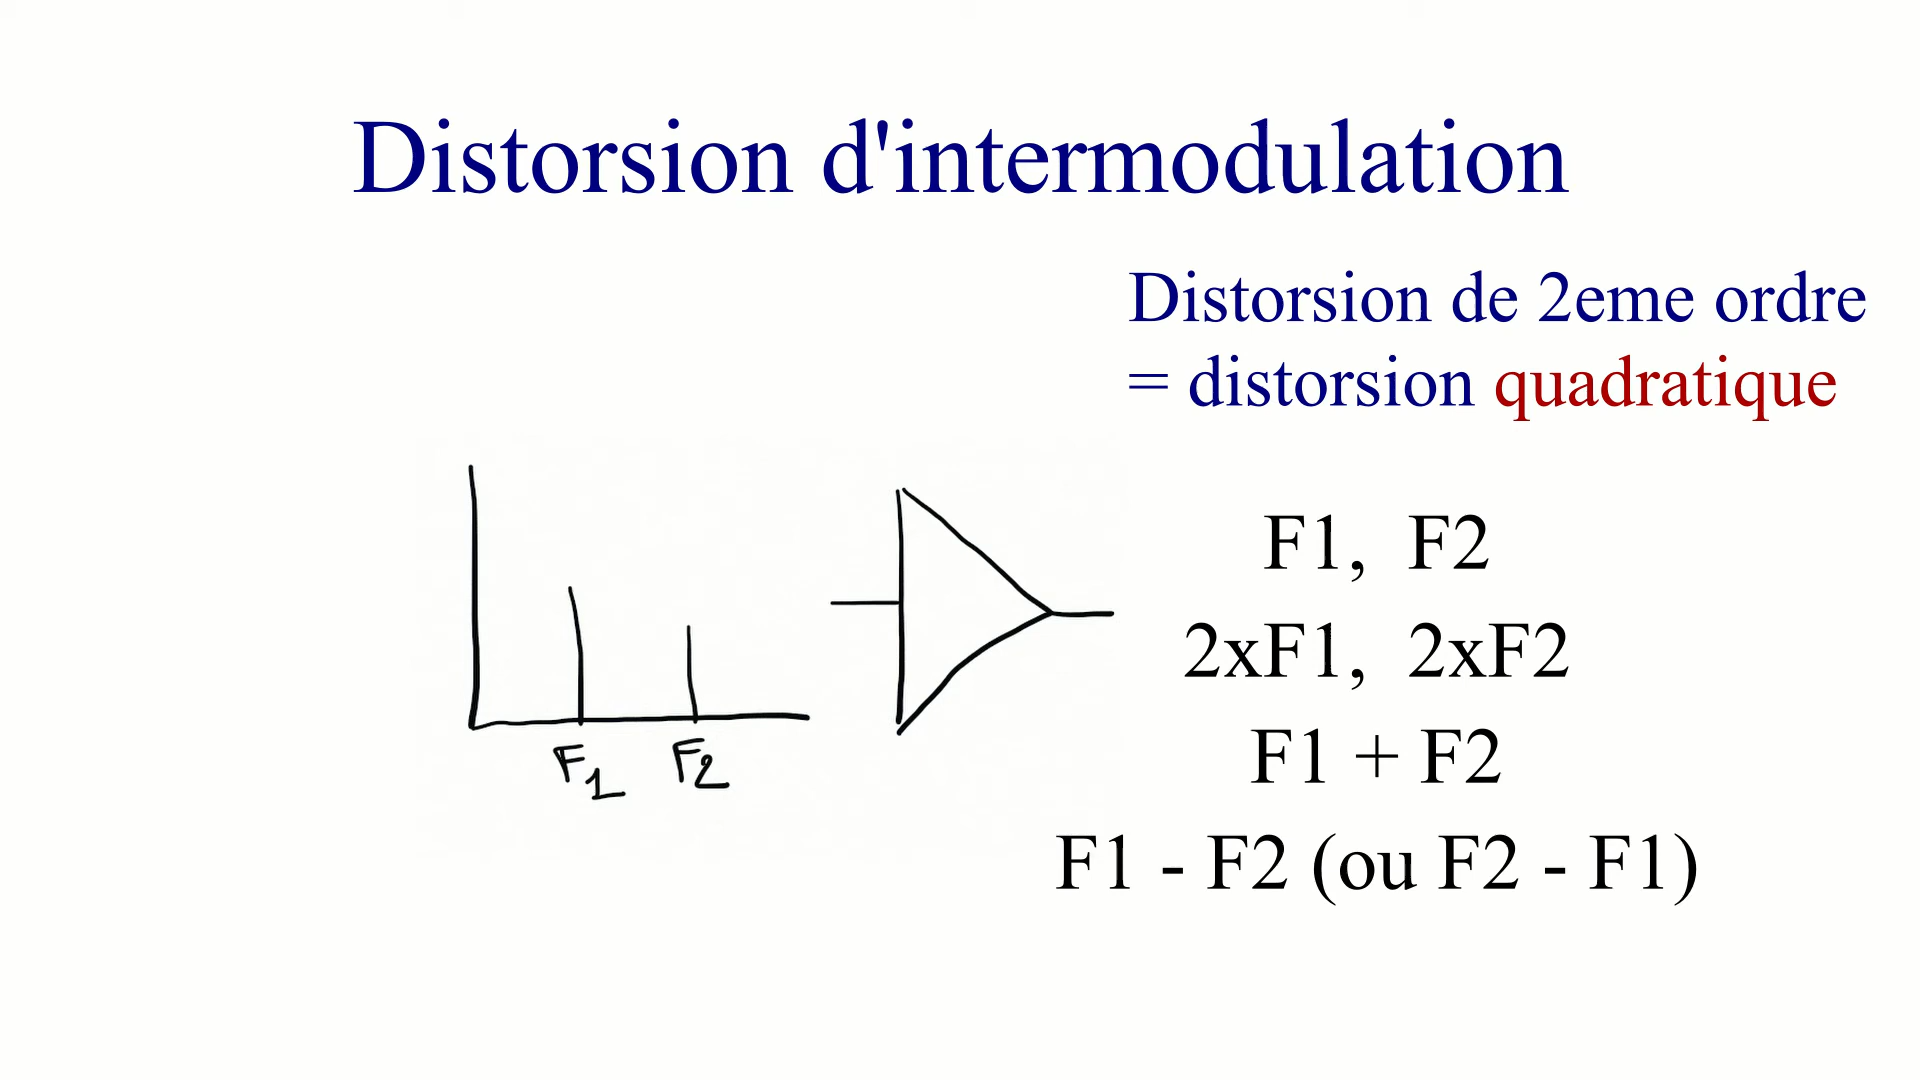 Distorsion d'intermodulation
Distorsion de 2eme ordre
= distorsion quadratique
F1, F2
2xF1, 2xF2
F1 + F2
F1 - F2 (ou F2 - F1)
F1 F2